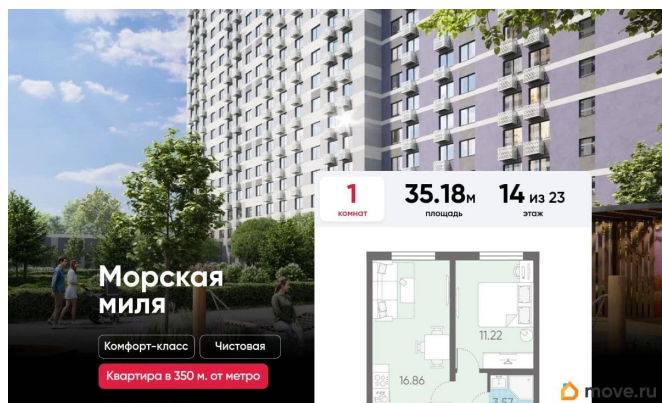 1
комнат
35.18м
площадь
14 из 23
этаж
Морская
миля
Комфорт-класс
Чистовая
Квартира в 350 м. от метро
11.22
16.86
3.57
move.ru